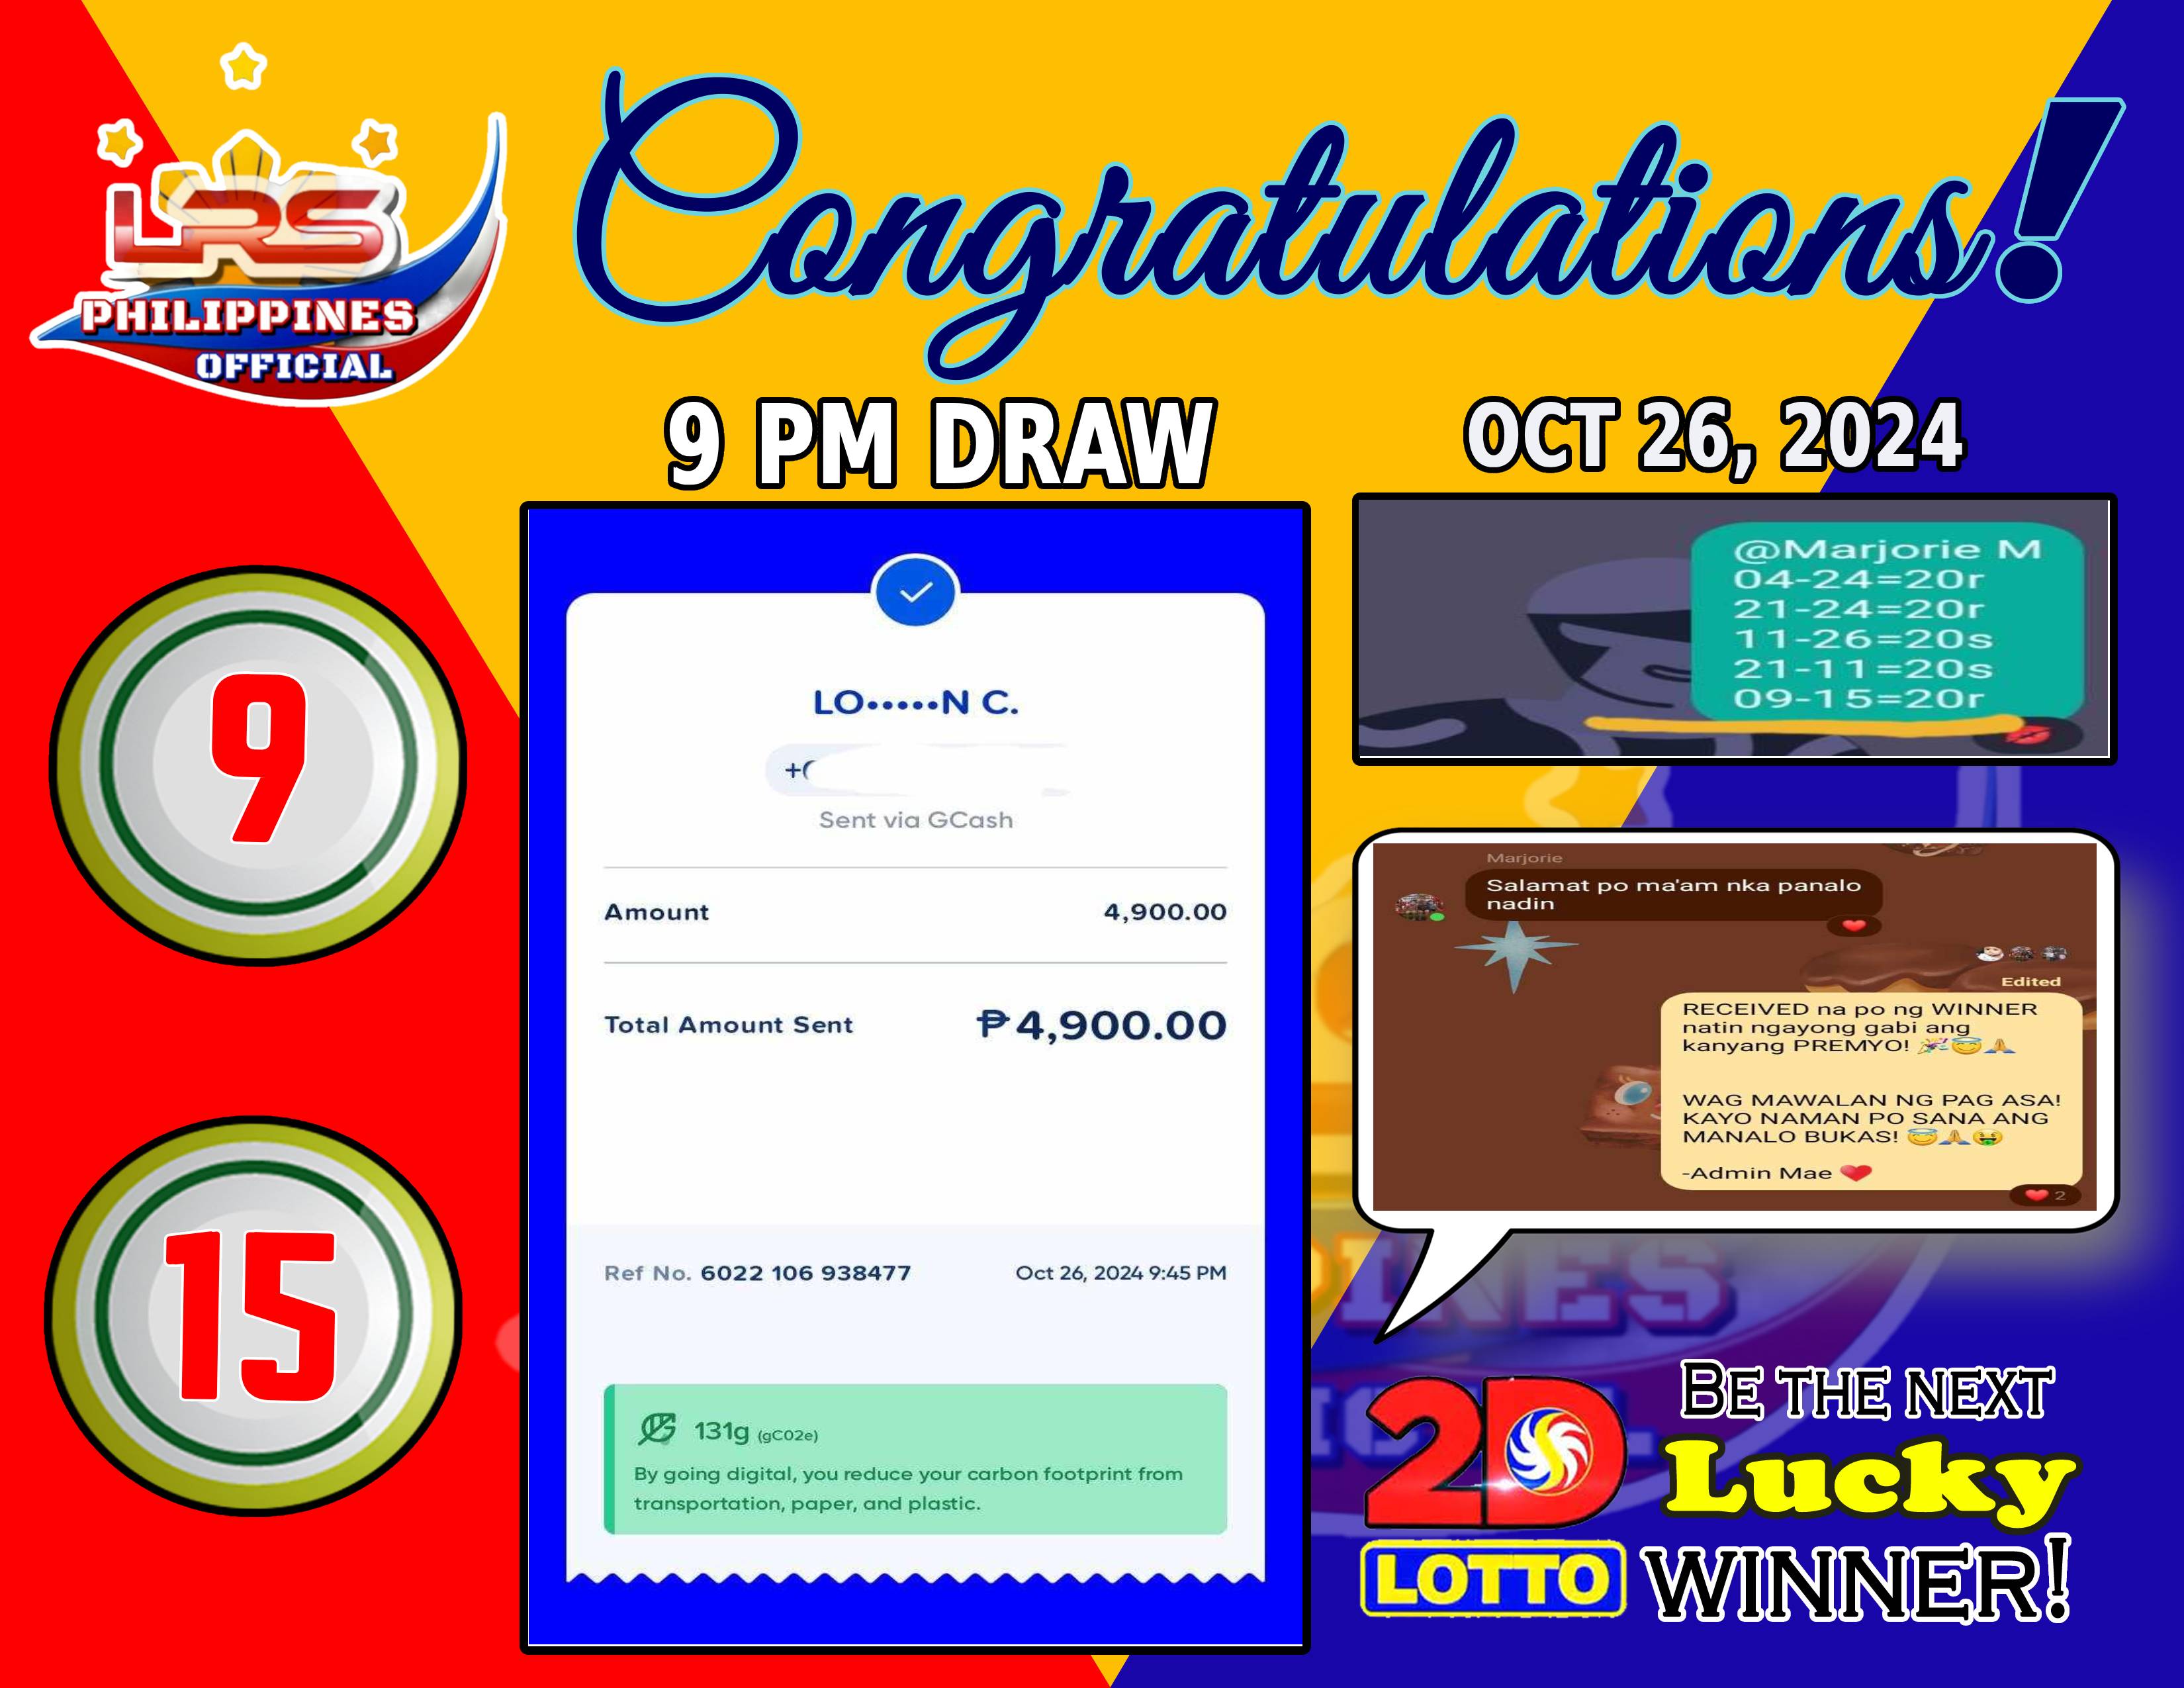 LRS
PHILIPPINES
OFFICIAL
Congratulations!
9 PM DRAW
OCT 26, 2024
9
15
LO••••••N C.
Sent via GCash
Amount 4,900.00
Total Amount Sent ₱4,900.00
Ref No. 6022 106 938477 Oct 26, 2024 9:45 PM
131g (gC02e)
By going digital, you reduce your carbon footprint from
transportation, paper, and plastic.
@Marjorie M
04-24=20r
21-24=20r
11-26=20s
21-11=20s
09-15=20r
Marjorie
Salamat po ma'am nka panalo
nadin
Edited
RECEIVED na po ng WINNER
natin ngayong gabi ang
kanyang PREMYO! 🎉😇🙏
WAG MAWALAN NG PAG ASA!
KAYO NAMAN PO SANA ANG
MANALO BUKAS! 😇🙏🤑
-Admin Mae ❤️
❤️ 2
2D
LOTTO
BE THE NEXT
Lucky
WINNER!